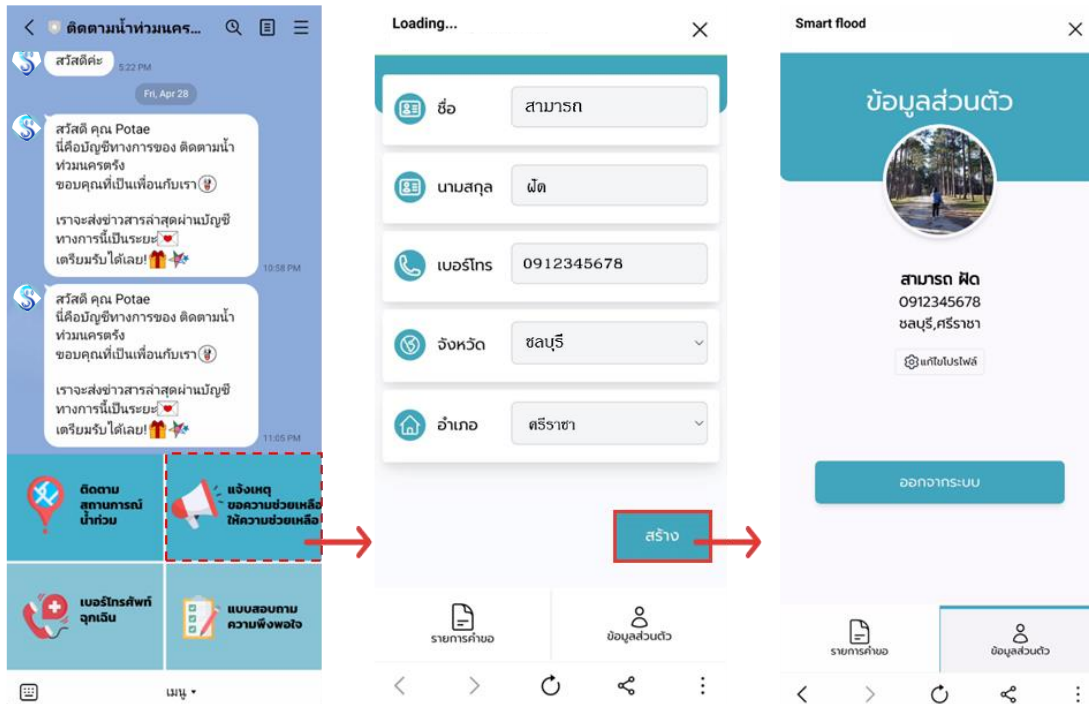 ติดตามน้ำท่วมนคร...
สวัสดีค่ะ
5:22 PM
Fri, Apr 28
สวัสดี คุณ Potae
นี่คือบัญชีทางการของ ติดตามน้ำ
ท่วมนครตรัง
ขอบคุณที่เป็นเพื่อนกับเรา
เราจะส่งข่าวสารล่าสุดผ่านบัญชี
ทางการนี้เป็นระยะ
เตรียมรับได้เลย!
10:58 PM
สวัสดี คุณ Potae
นี่คือบัญชีทางการของ ติดตามน้ำ
ท่วมนครตรัง
ขอบคุณที่เป็นเพื่อนกับเรา
เราจะส่งข่าวสารล่าสุดผ่านบัญชี
ทางการนี้เป็นระยะ
เตรียมรับได้เลย!
11:05 PM
ติดตาม
สถานการณ์
น้ำท่วม
แจ้งเหตุ
ขอความช่วยเหลือ
ให้ความช่วยเหลือ
เบอร์โทรศัพท์
ฉุกเฉิน
แบบสอบถาม
ความพึงพอใจ
เมนู
Loading...
ชื่อ สามารถ
นามสกุล ฝัด
เบอร์โทร 0912345678
จังหวัด ชลบุรี
อำเภอ ศรีราชา
สร้าง
รายการคำขอ ข้อมูลส่วนตัว
Smart flood
ข้อมูลส่วนตัว
สามารถ ฝัด
0912345678
ชลบุรี,ศรีราชา
แก้ไขโปรไฟล์
ออกจากระบบ
รายการคำขอ ข้อมูลส่วนตัว